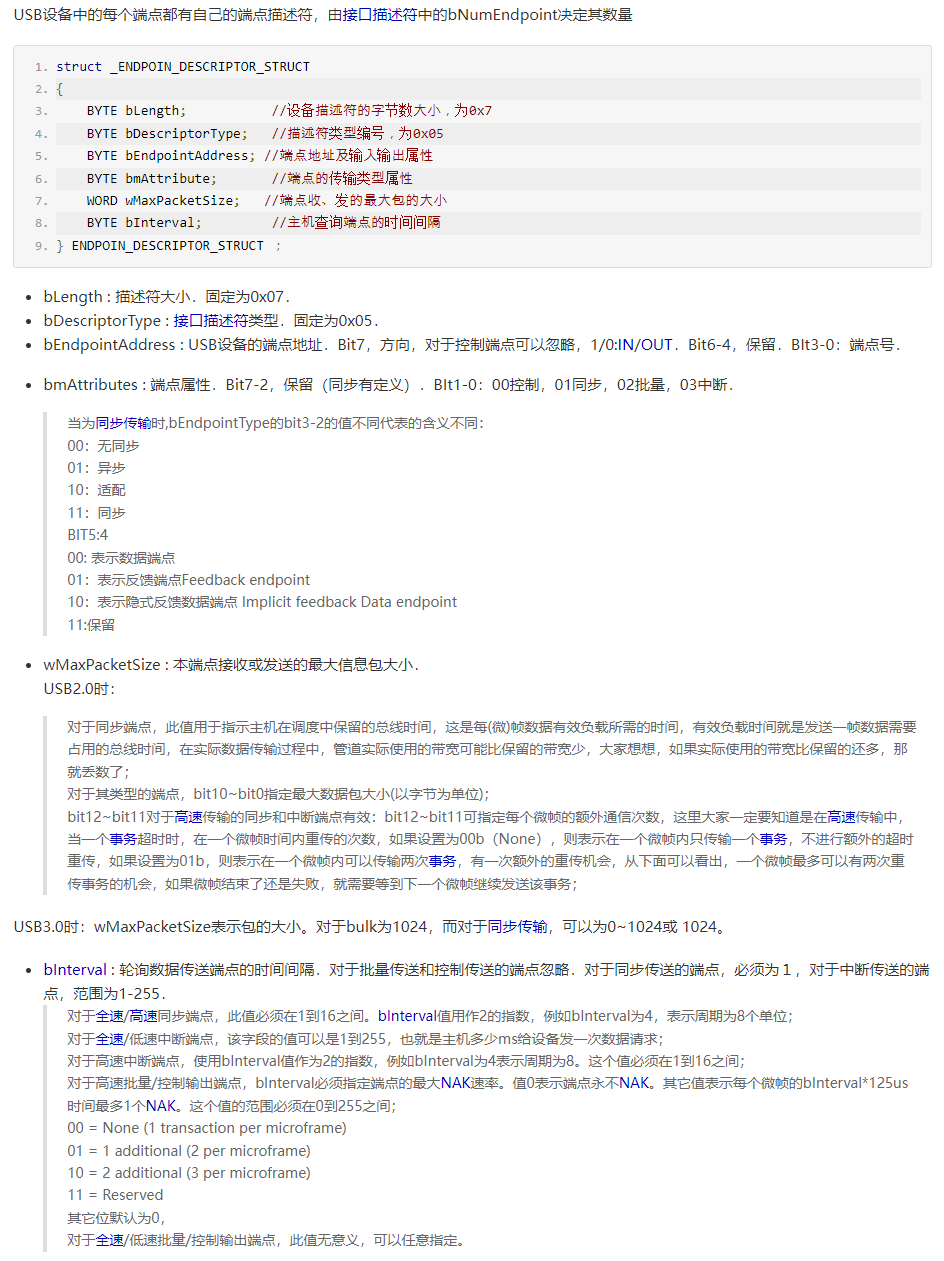 USB设备中的每个端点都有自己的端点描述符，由接口描述符中的bNumEndpoint决定其数量
1. struct _ENDPOIN_DESCRIPTOR_STRUCT
2. {
3. BYTE bLength; //设备描述符的字节数大小，为0x7
4. BYTE bDescriptorType; //描述符类型编号，为0x05
5. BYTE bEndpointAddress; //端点地址及输入输出属性
6. BYTE bmAttribute; //端点的传输类型属性
7. WORD wMaxPacketSize; //端点收、发的最大包的大小
8. BYTE bInterval; //主机查询端点的时间间隔
9. } ENDPOIN_DESCRIPTOR_STRUCT ；
• bLength : 描述符大小．固定为0x07．
• bDescriptorType : 接口描述符类型．固定为0x05．
• bEndpointAddress : USB设备的端点地址．Bit7，方向，对于控制端点可以忽略，1/0:IN/OUT．Bit6-4，保留．BIt3-0：端点号．
• bmAttributes : 端点属性．Bit7-2，保留（同步有定义）．BIt1-0：00控制，01同步，02批量，03中断．
当为同步传输时,bEndpointType的bit3-2的值不同代表的含义不同：
00：无同步
01：异步
10：适配
11：同步
BIT5:4
00: 表示数据端点
01：表示反馈端点Feedback endpoint
10：表示隐式反馈数据端点 Implicit feedback Data endpoint
11:保留
• wMaxPacketSize : 本端点接收或发送的最大信息包大小．
USB2.0时：
对于同步端点，此值用于指示主机在调度中保留的总线时间，这是每(微)帧数据有效负载所需的时间，有效负载时间就是发送一帧数据需要
占用的总线时间，在实际数据传输过程中，管道实际使用的带宽可能比保留的带宽少，大家想想，如果实际使用的带宽比保留的还多，那
就丢数了；
对于其类型的端点，bit10~bit0指定最大数据包大小(以字节为单位)；
bit12~bit11对于高速传输的同步和中断端点有效：bit12~bit11可指定每个微帧的额外通信次数，这里大家一定要知道是在高速传输中，
当一个事务超时时，在一个微帧时间内重传的次数，如果设置为00b（None），则表示在一个微帧内只传输一个事务，不进行额外的超时
重传，如果设置为01b，则表示在一个微帧内可以传输两次事务，有一次额外的重传机会，从下面可以看出，一个微帧最多可以有两次重
传事务的机会，如果微帧结束了还是失败，就需要等到下一个微帧继续发送该事务；
USB3.0时：wMaxPacketSize表示包的大小。对于bulk为1024，而对于同步传输，可以为0~1024或 1024。
• bInterval : 轮询数据传送端点的时间间隔．对于批量传送和控制传送的端点忽略．对于同步传送的端点，必须为１，对于中断传送的端
点，范围为1-255．
对于全速/高速同步端点，此值必须在1到16之间。bInterval值用作2的指数，例如bInterval为4，表示周期为8个单位；
对于全速/低速中断端点，该字段的值可以是1到255，也就是主机多少ms给设备发一次数据请求；
对于高速中断端点，使用bInterval值作为2的指数，例如bInterval为4表示周期为8。这个值必须在1到16之间；
对于高速批量/控制输出端点，bInterval必须指定端点的最大NAK速率。值0表示端点永不NAK。其它值表示每个微帧的bInterval*125us
时间最多1个NAK。这个值的范围必须在0到255之间；
00 = None (1 transaction per microframe)
01 = 1 additional (2 per microframe)
10 = 2 additional (3 per microframe)
11 = Reserved
其它位默认为0，
对于全速/低速批量/控制输出端点，此值无意义，可以任意指定。